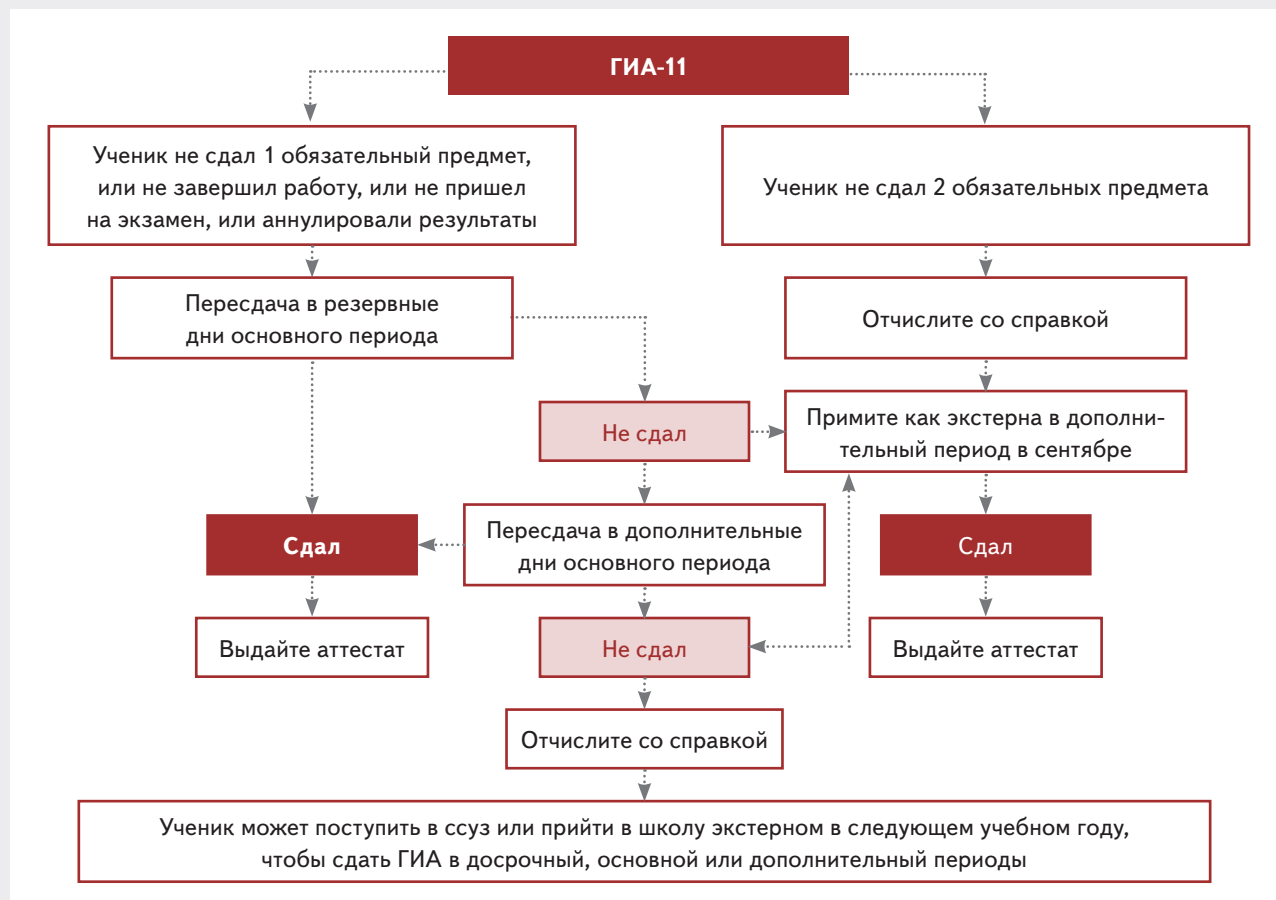 ГИА-11
Ученик не сдал 1 обязательный предмет,
или не завершил работу, или не пришел
на экзамен, или аннулировали результаты
Ученик не сдал 2 обязательных предмета
Пересдача в резервные
дни основного периода
Отчислите со справкой
Не сдал
Примите как экстерна в дополни-
тельный период в сентябре
Сдал
Пересдача в дополнительные
дни основного периода
Сдал
Выдайте аттестат
Не сдал
Выдайте аттестат
Отчислите со справкой
Ученик может поступить в ссуз или прийти в школу экстерном в следующем учебном году,
чтобы сдать ГИА в досрочный, основной или дополнительный периоды